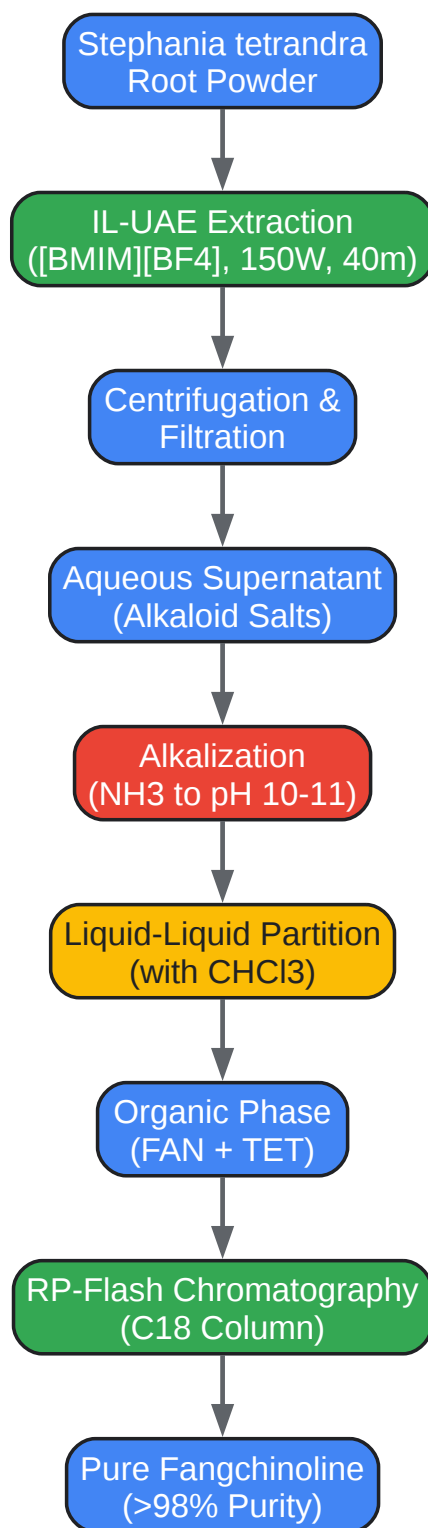 Stephania tetrandra
Root Powder
IL-UAE Extraction
([BMIM][BF4], 150W, 40m)
Centrifugation &
Filtration
Aqueous Supernatant
(Alkaloid Salts)
Alkalization
(NH3 to pH 10-11)
Liquid-Liquid Partition
(with CHCl3)
Organic Phase
(FAN + TET)
RP-Flash Chromatography
(C18 Column)
Pure Fangchinoline
(>98% Purity)